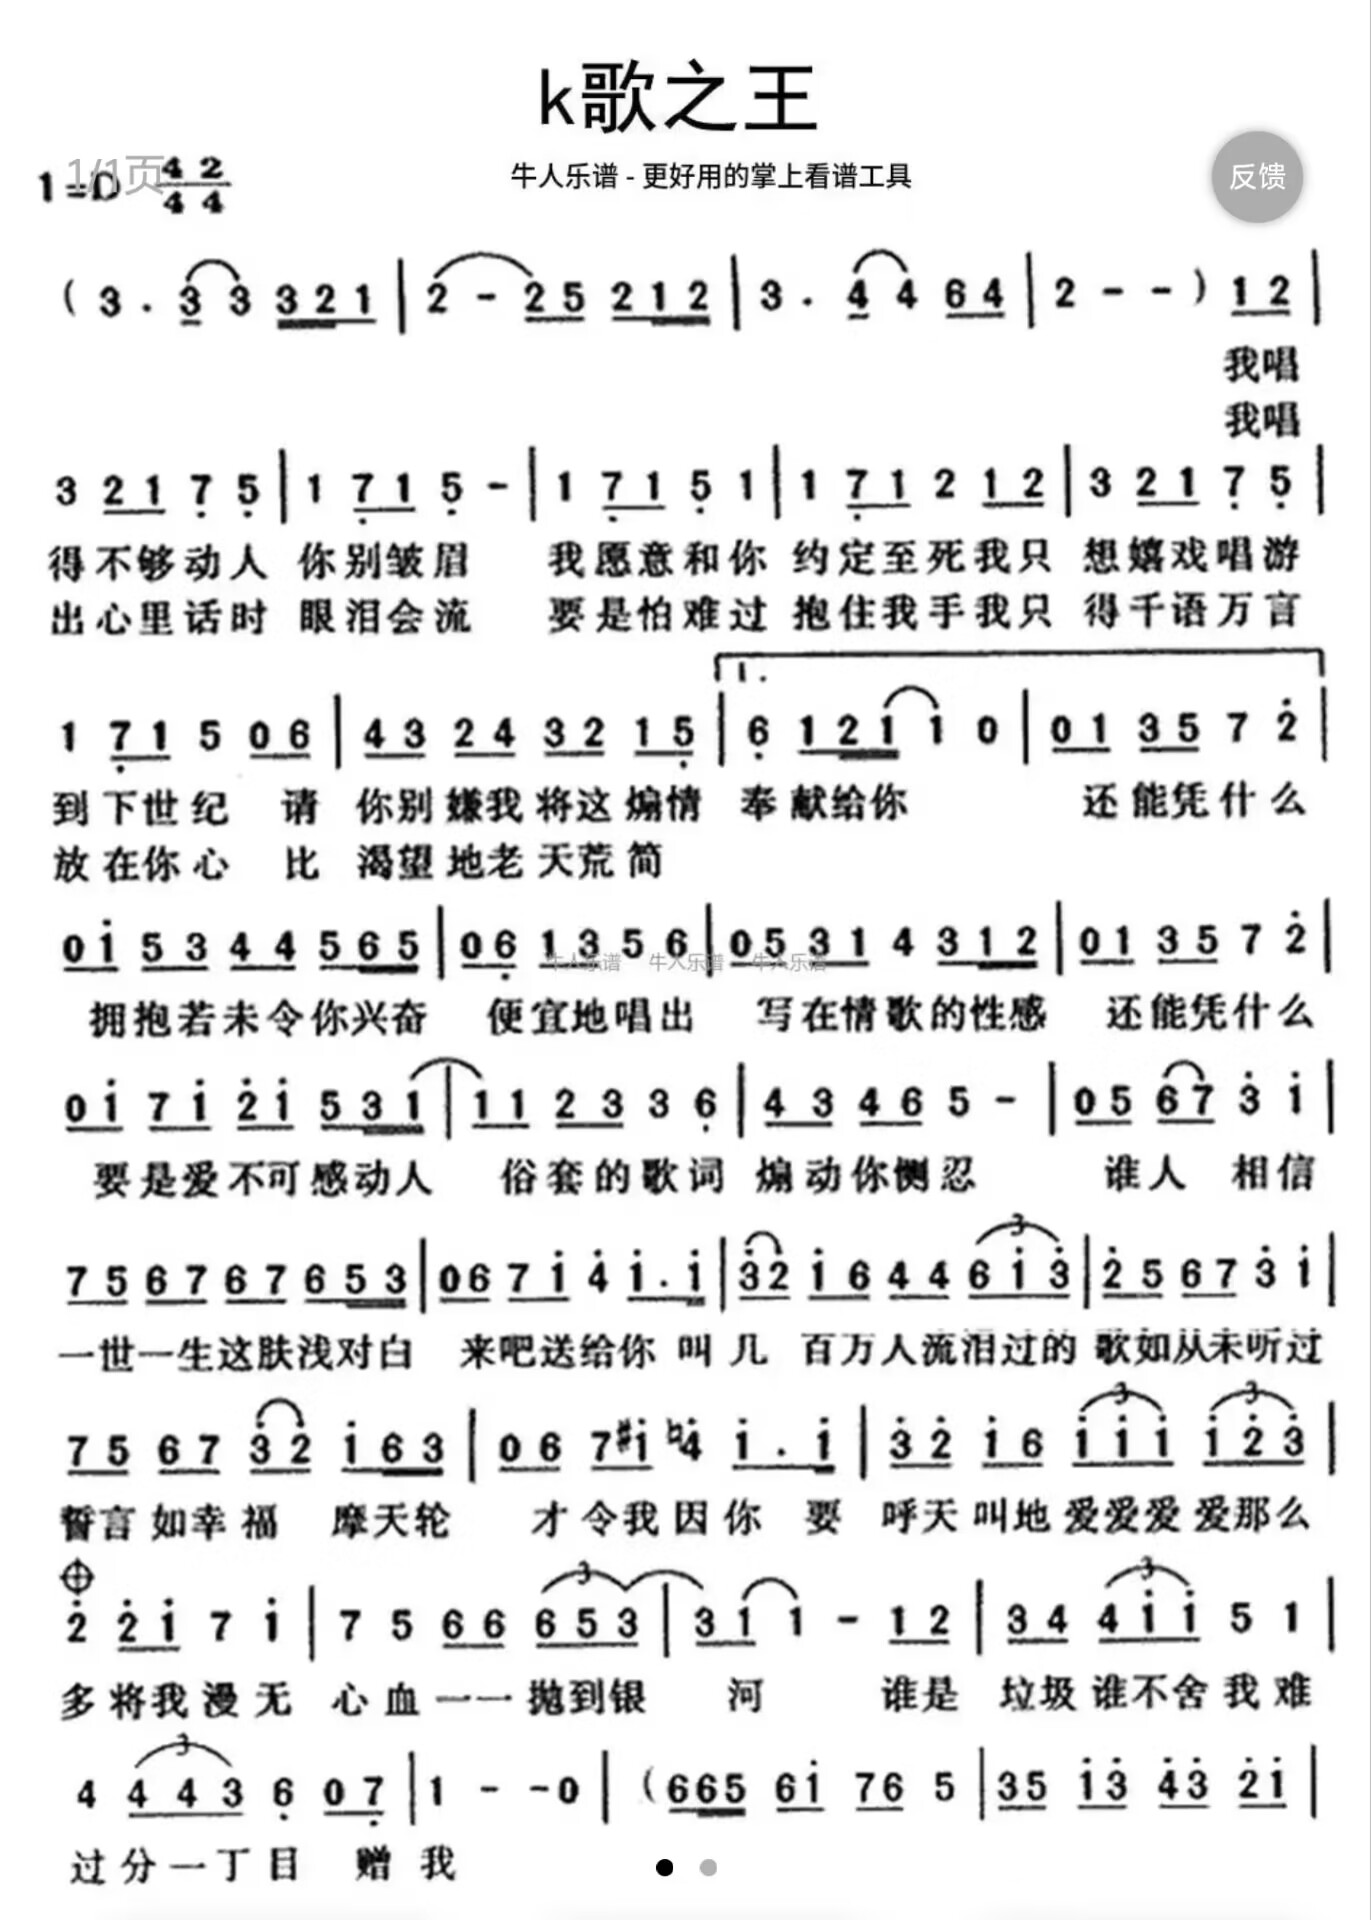 k歌之王
牛人乐谱 - 更好用的掌上看谱工具
反馈
1/1页
1=D 4/4 2/4
( 3 . 3 3 3 2 1 | 2 - 2 5 2 1 2 | 3 . 4 4 6 4 | 2 - - ) 1 2 |
我唱
我唱
3 2 1 7 5 | 1 7 1 5 - | 1 7 1 5 1 | 1 7 1 2 1 2 | 3 2 1 7 5 |
得不够动人 你别皱眉 我愿意和你 约定至死我只 想嬉戏唱游
出心里话时 眼泪会流 要是怕难过 抱住我手我只 得千语万言
1.
1 7 1 5 0 6 | 4 3 2 4 3 2 1 5 | 6 1 2 1 1 0 | 0 1 3 5 7 2 |
到下世纪 请 你别嫌我将这煽情 奉献给你 还能凭什么
放在你心 比 渴望地老天荒简
0 1 5 3 4 4 5 6 5 | 0 6 1 3 5 6 | 0 5 3 1 4 3 1 2 | 0 1 3 5 7 2 |
牛人乐谱 牛人乐谱 牛人乐谱
拥抱若未令你兴奋 便宜地唱出 写在情歌的性感 还能凭什么
0 1 7 1 2 1 5 3 1 | 1 1 2 3 3 6 | 4 3 4 6 5 - | 0 5 6 7 3 1 |
要是爱不可感动人 俗套的歌词 煽动你恻忍 谁人 相信
3
7 5 6 7 6 7 6 5 3 | 0 6 7 1 4 1 . 1 | 3 2 1 6 4 4 6 1 3 | 2 5 6 7 3 1 |
一世一生这肤浅对白 来吧送给你 叫几 百万人流泪过的 歌如从未听过
3 3
7 5 6 7 3 2 1 6 3 | 0 6 7 #1 ♮4 1 . 1 | 3 2 1 6 1 1 1 1 2 3 |
誓言如幸福 摩天轮 才令我因你 要 呼天叫地 爱爱爱 爱那么
3 3
2 2 1 7 1 | 7 5 6 6 6 5 3 | 3 1 1 - 1 2 | 3 4 4 1 1 5 1 |
多将我漫无 心血一一抛到银 河 谁是 垃圾谁不舍我难
3
4 4 4 3 6 0 7 | 1 - - 0 | ( 6 6 5 6 1 7 6 5 | 3 5 1 3 4 3 2 1 |
过分一丁目 赠我